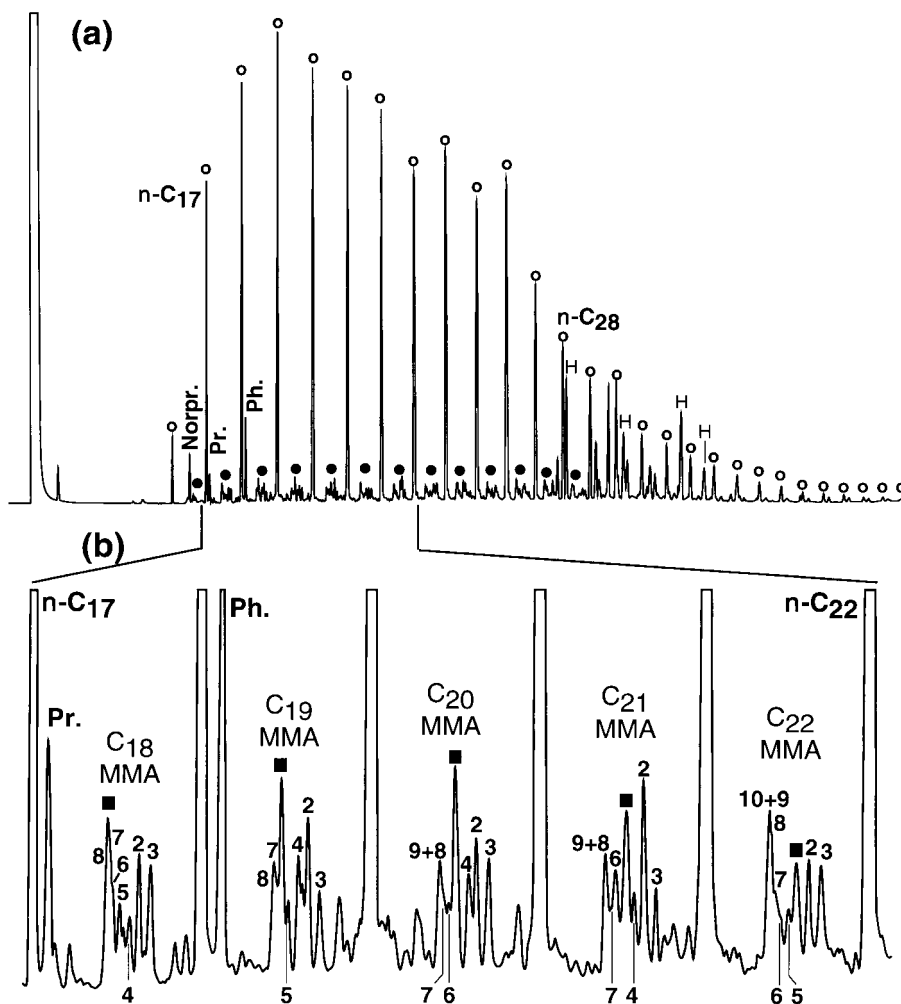 (a)
n-C17
Norpr.
Pr.
Ph.
n-C28
H
H
H
H
(b)
n-C17
Ph.
n-C22
Pr.
C18
MMA
C19
MMA
C20
MMA
C21
MMA
C22
MMA
8 7 6 5 2 3
4
8 7 4 2 3
5
9+8 4 2 3
7 6
9+8 6 2 3
7 4
10+9
8 7 2 3
6 5